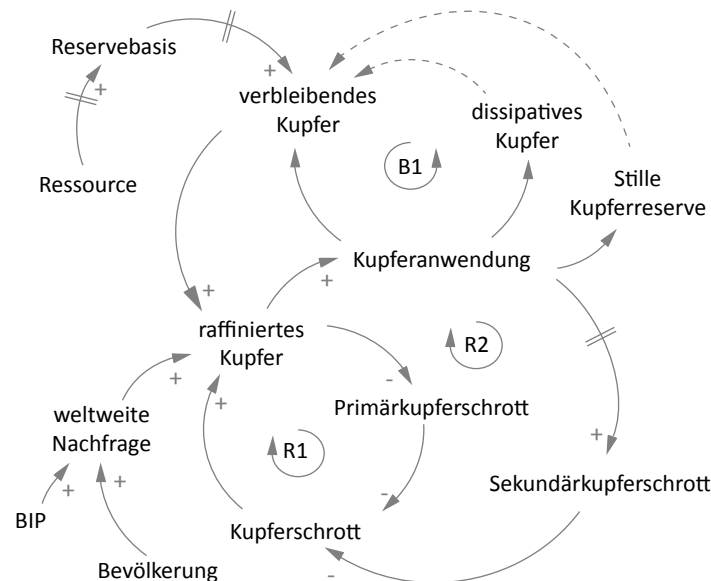 Reservebasis
+
+
verbleibendes
Kupfer
dissipatives
Kupfer
Ressource
B1
Stille
Kupferreserve
Kupferanwendung
+
+
raffiniertes
Kupfer
R2
+
+
-
Primärkupferschrott
weltweite
Nachfrage
R1
+
+
+
-
Sekundärkupferschrott
BIP
Kupferschrott
Bevölkerung
-